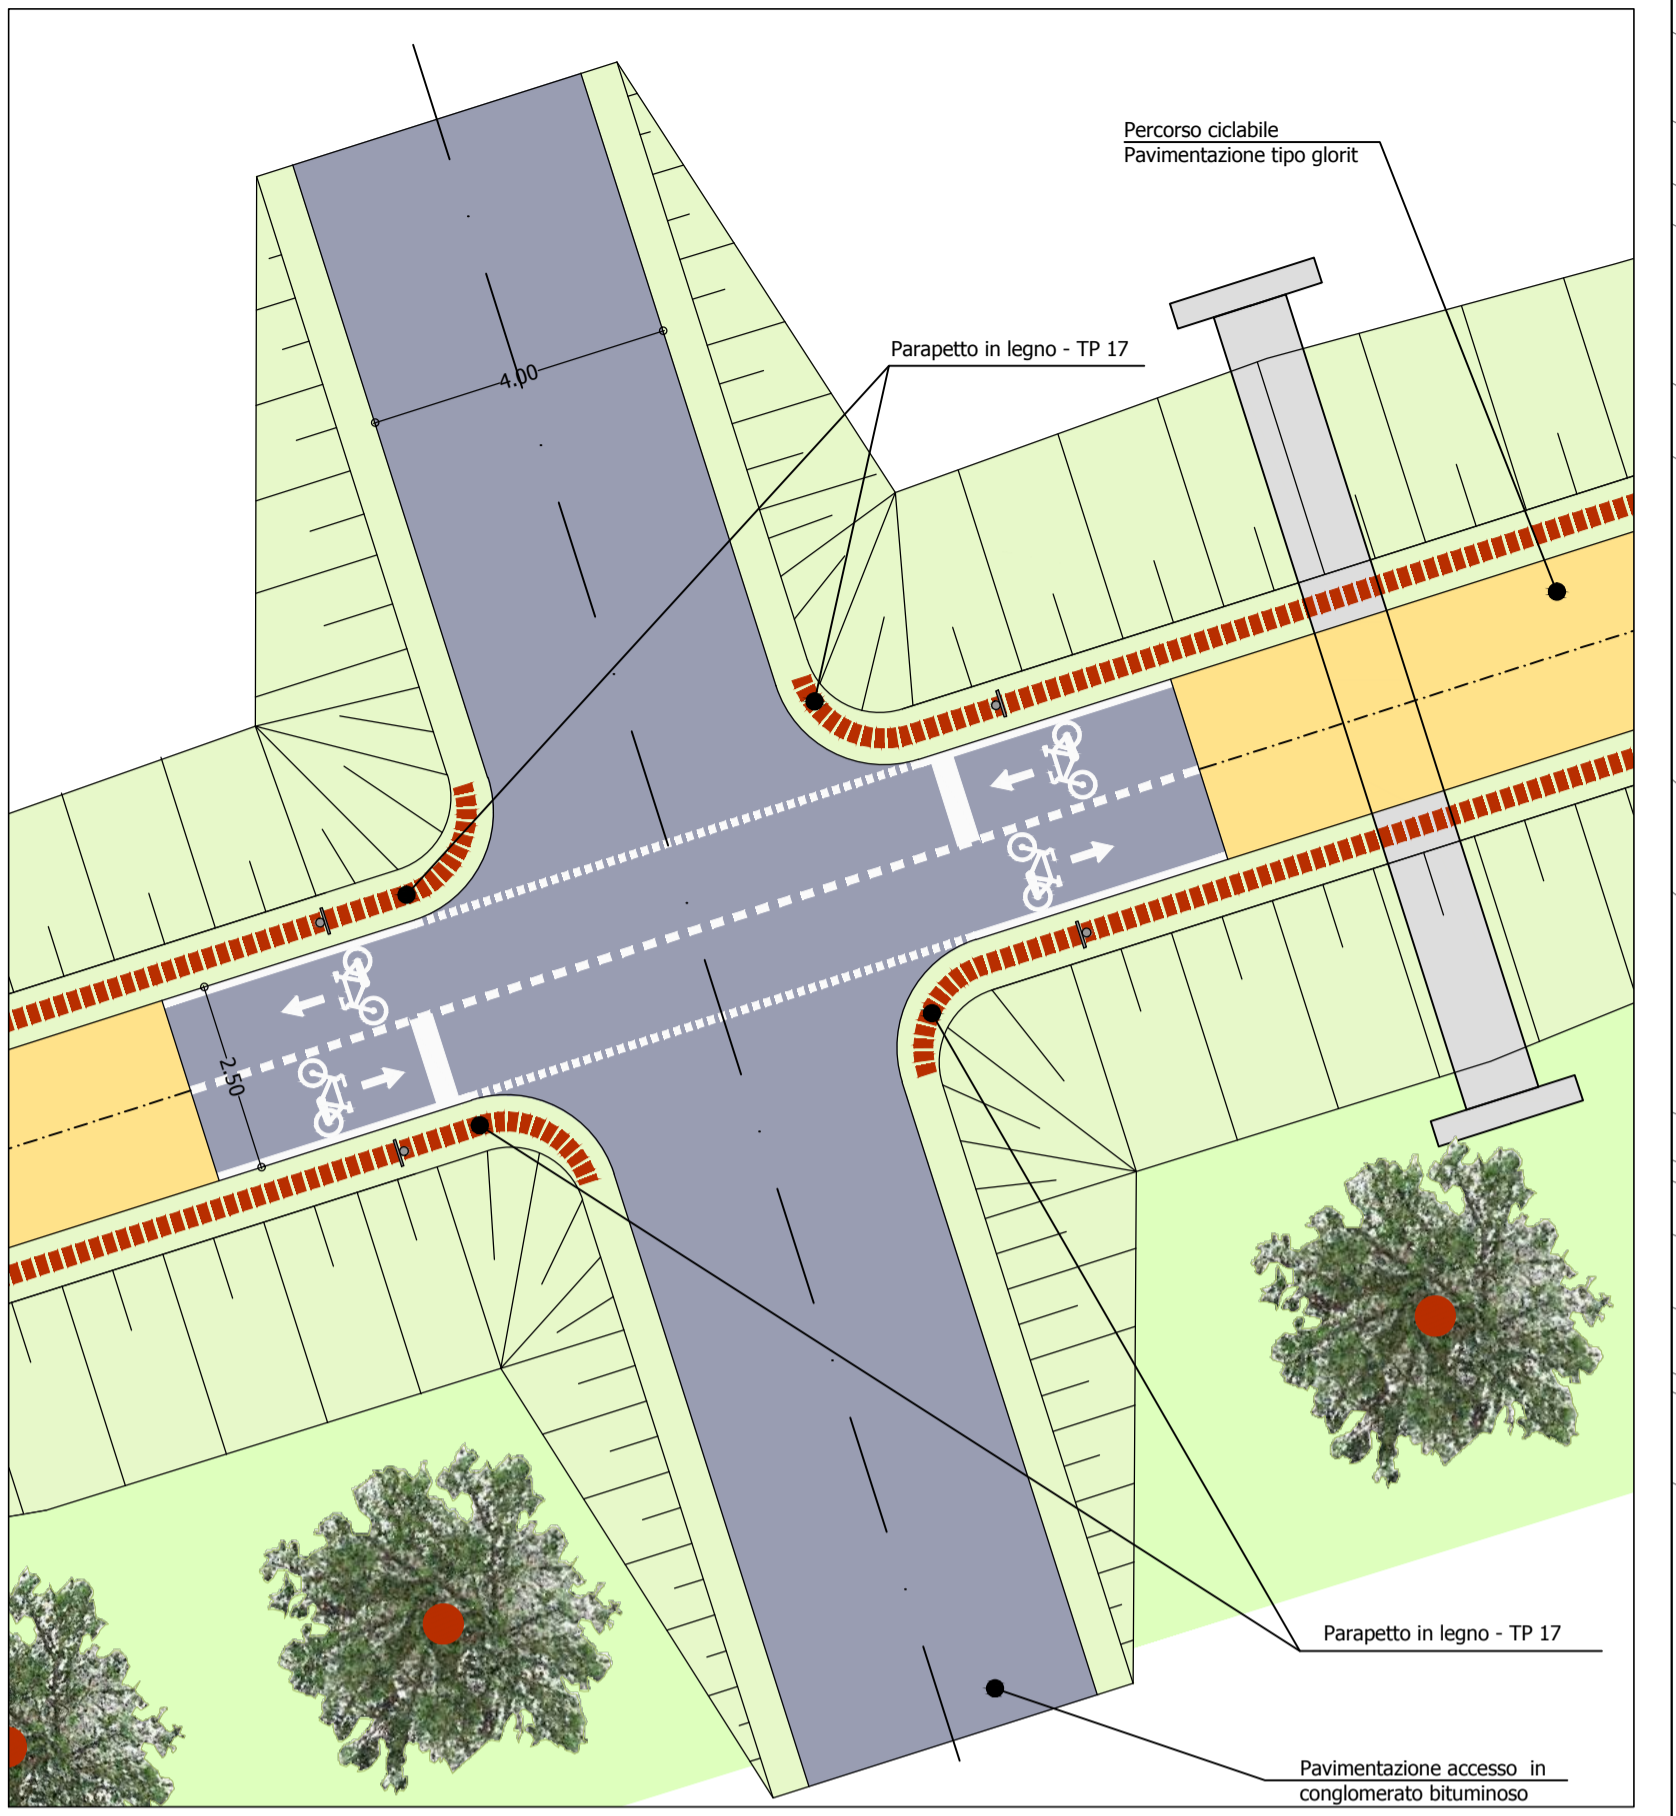 Percorso ciclabile
Pavimentazione tipo glorit
Parapetto in legno - TP 17
4.00
2.50
Parapetto in legno - TP 17
Pavimentazione accesso in
conglomerato bituminoso